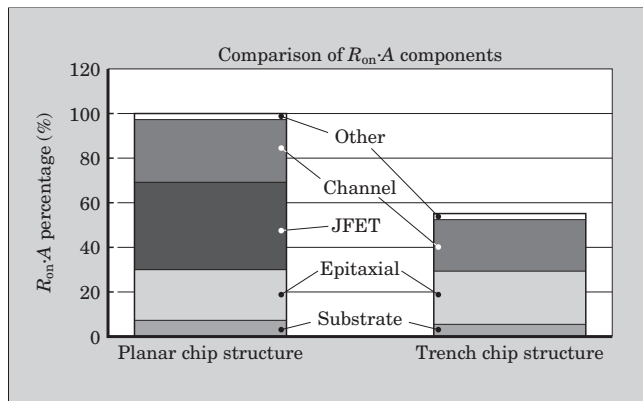 Comparison of Ron·A components
Ron·A percentage (%)
120
100
80
60
40
20
0
Other
Channel
JFET
Epitaxial
Substrate
Planar chip structure
Trench chip structure